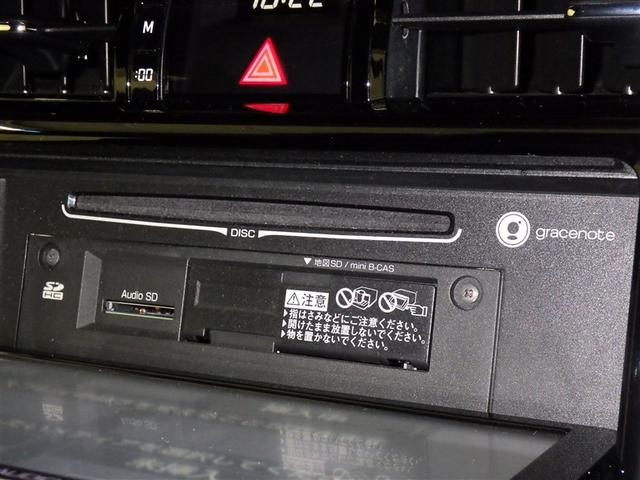 10:22
M
:00
DISC
gracenote
▼ 地図SD / mini B-CAS
SD HC
Audio SD
注意
▶指はさみなどにご注意ください。
▶開けたまま放置しないでください。
▶物を置かないでください。